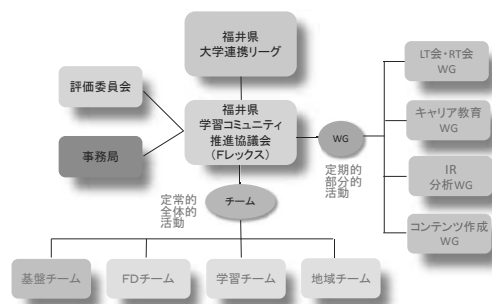 福井県
大学連携リーグ
評価委員会
事務局
福井県
学習コミュニティ
推進協議会
(Fレックス)
WG
定期的
部分的
活動
LT会・RT会
WG
キャリア教育
WG
IR
分析WG
コンテンツ作成
WG
定常的
全体的
活動
チーム
基盤チーム
FDチーム
学習チーム
地域チーム